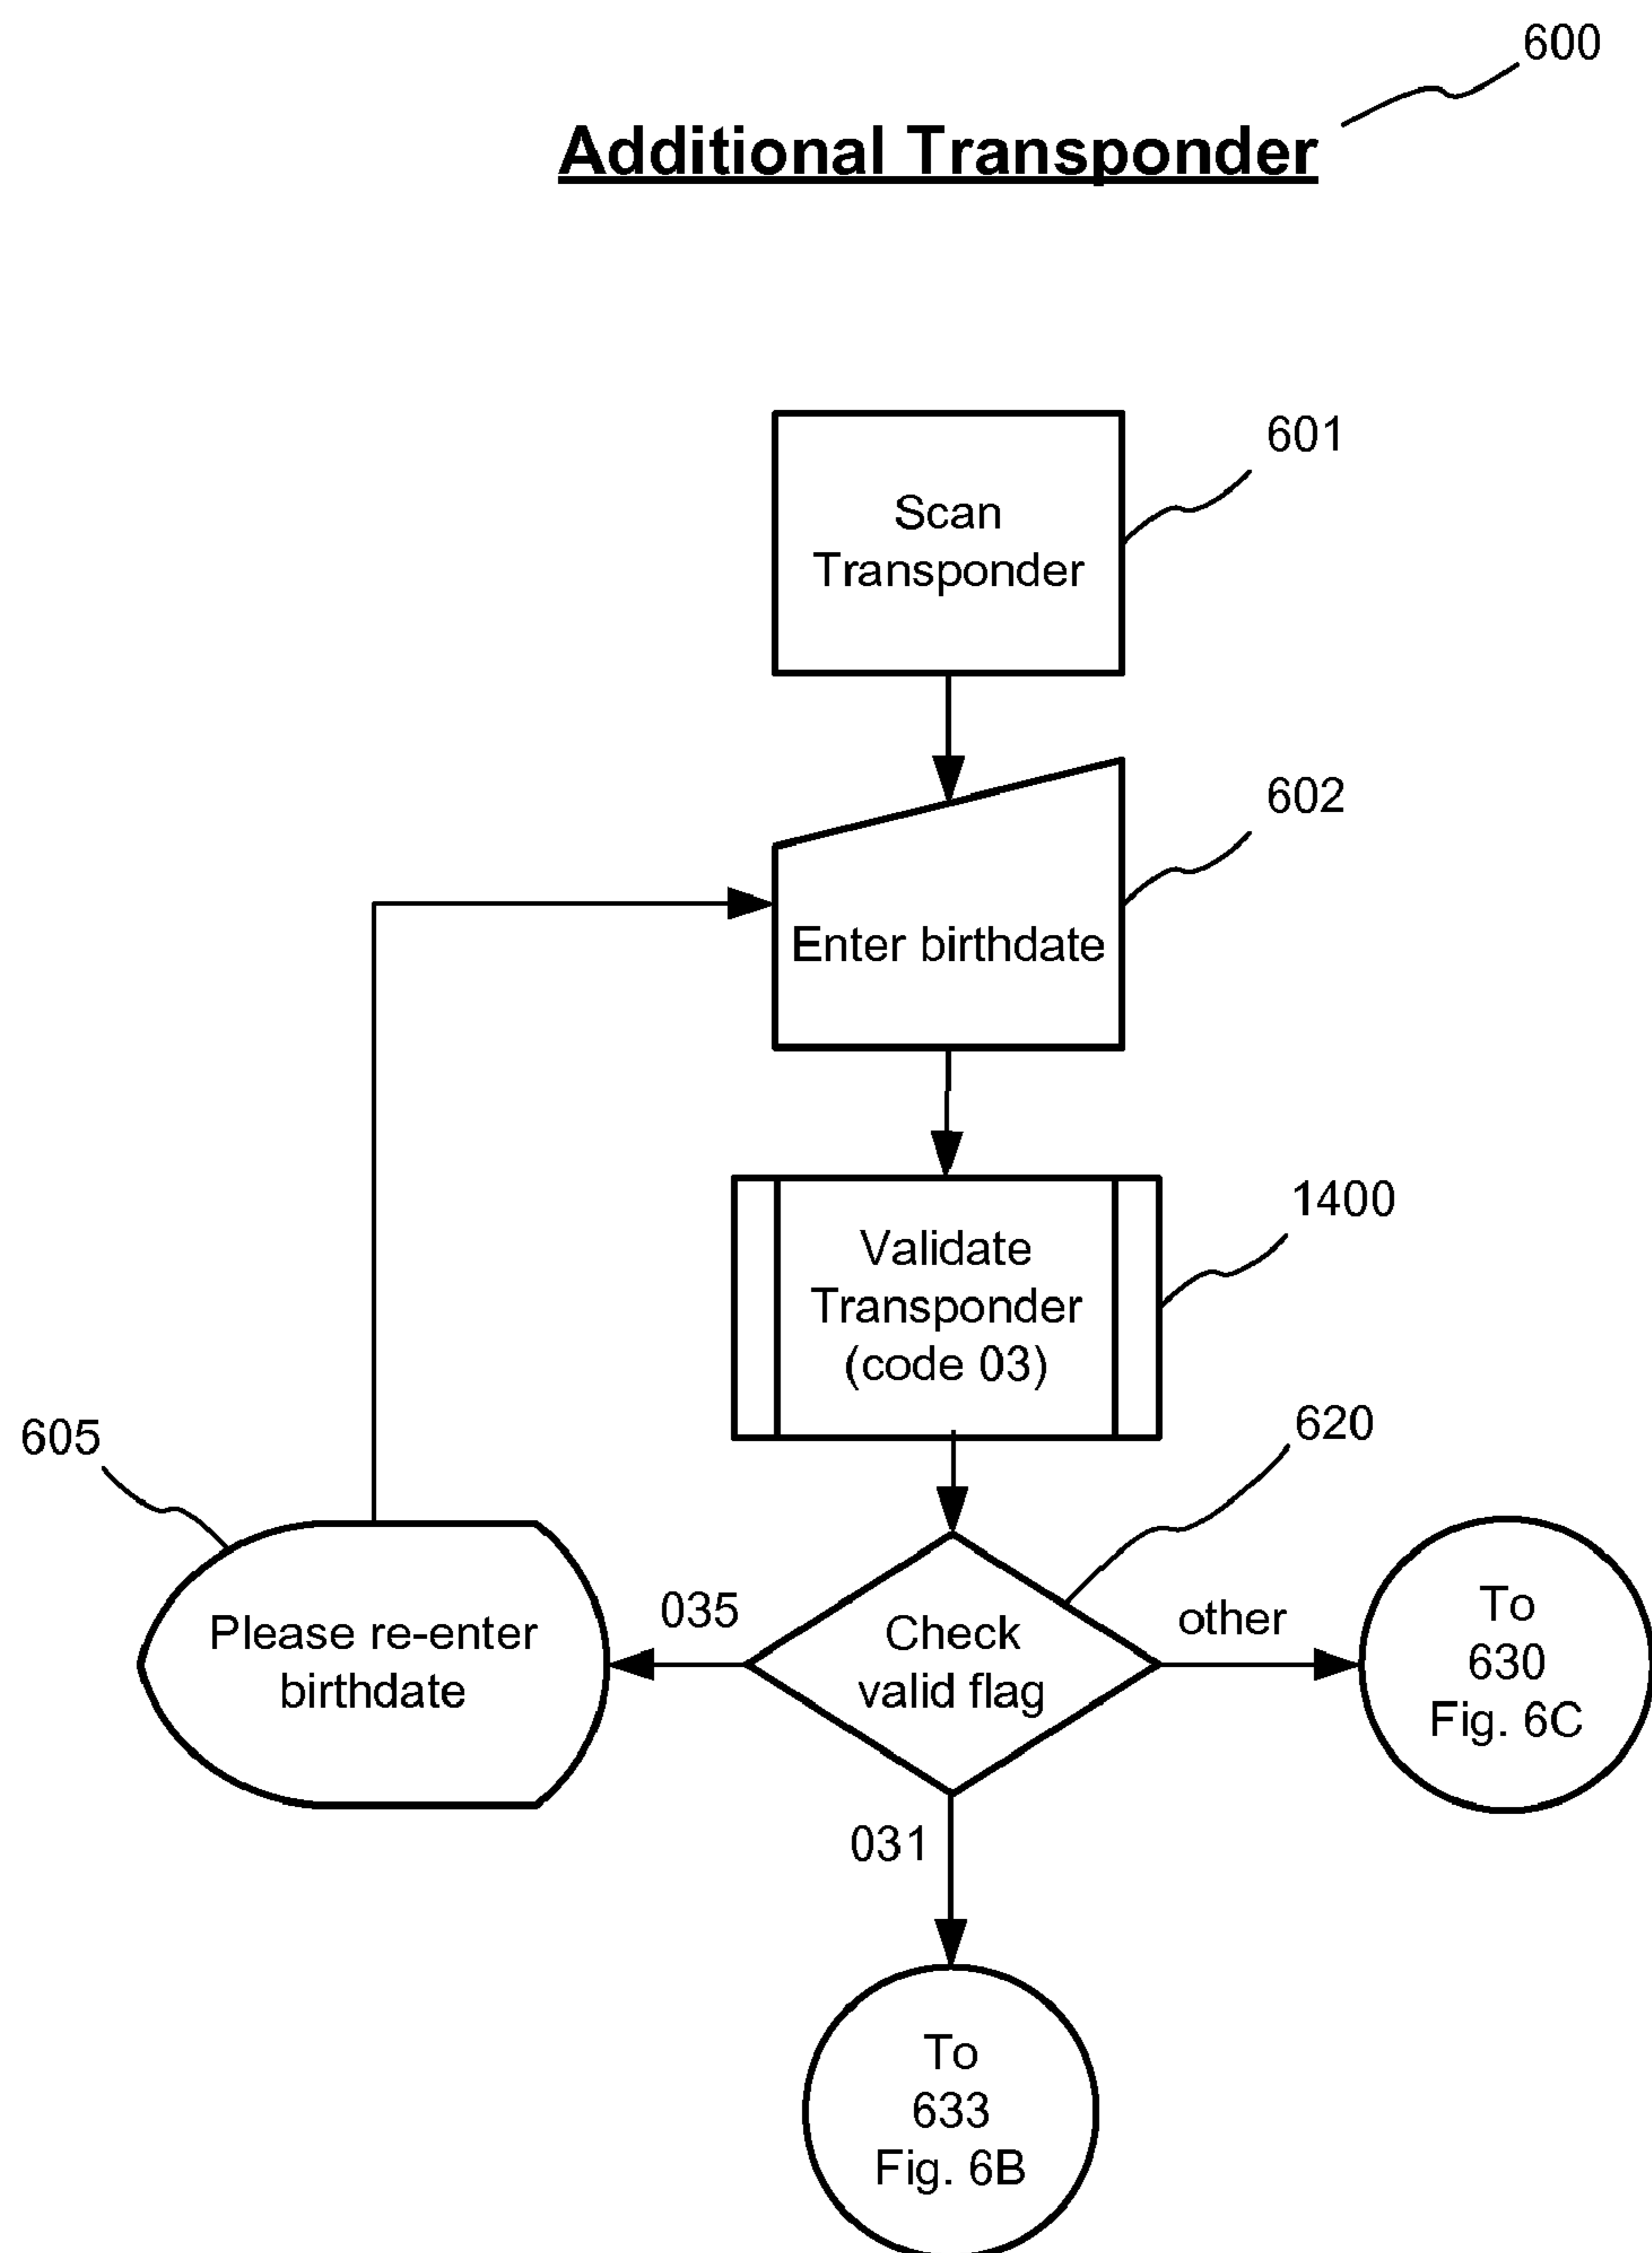 600
Additional Transponder
601
Scan
Transponder
602
Enter birthdate
1400
Validate
Transponder
(code 03)
605
620
Please re-enter
birthdate
035
Check
valid flag
other
To
630
Fig. 6C
031
To
633
Fig. 6B